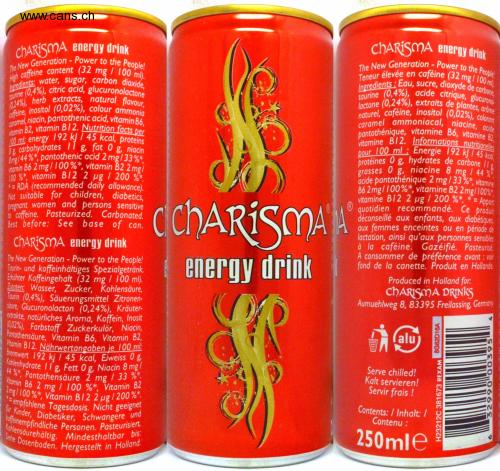 www.cans.ch
CHARISMA energy drink
The New Generation - Power to the People!
High caffeine content (32 mg / 100 ml).
water, sugar, carbon dioxide,
(0,4%), citric acid, glucuronolactone
(0,24%), herb extracts, natural flavour,
caffeine, inositol (0,02%), colour ammonia
caramel, niacin, pantothenic acid, vitamin B6,
vitamin B2, vitamin B12. Nutrition facts per
100 ml: energy 192 kj / 45 kcal, proteins
0 g, carbohydrates 11 g, fat 0 g, niacin
8 mg / 44 %*, pantothenic acid 2 mg / 33%*,
vitamin B6 2 mg / 100 %*, vitamin B2 2 mg /
100 %*, vitamin B12 2 µg / 200 %*.
* = RDA (recommended daily allowance).
Not suitable for children, diabetics,
pregnant women and persons sensitive
to caffeine. Pasteurized. Carbonated.
Best before: See base of can.
CHARISMA energy drink
The New Generation - Power to the People!
Taurin- und koffeinhaltiges Spezialgetränk.
Erhöhter Koffeingehalt (32 mg / 100 ml).
Zutaten: Wasser, Zucker, Kohlensäure,
Taurin (0,4%), Säuerungsmittel Zitronen-
säure, Glucuronolacton (0,24%), Kräuter-
extrakte, natürliches Aroma, Koffein, Inosit
(0,02%), Farbstoff Zuckerkulör, Niacin,
Pantothensäure, Vitamin B6, Vitamin B2,
Vitamin B12. Nährwertangaben je 100 ml:
Brennwert 192 kj / 45 kcal, Eiweiss 0 g,
Kohlenhydrate 11 g, Fett 0 g, Niacin 8 mg /
44 %*, Pantothensäure 2 mg / 33 %*,
Vitamin B6 2 mg / 100 %*, Vitamin B2
2 mg / 100 %*, Vitamin B12 2 µg / 200 %*.
* = empfohlene Tagesdosis. Nicht geeignet
für Kinder, Diabetiker, Schwangere und
koffeinempfindliche Personen. Pasteurisiert.
Kohlensäurehaltig. Mindesthaltbar bis:
Siehe Dosenboden. Hergestellt in Holland.
CHARISMA®
energy drink
CHARISMA energy drink
The New Generation - Power to the People!
Teneur élevée en caféine (32 mg / 100 ml).
Ingrédients : Eau, sucre, dioxyde de carbone,
taurine (0,4%), acide citrique, glucurono-
lactone (0,24%), extraits de plantes, arôme
naturel, caféine, inositol (0,02%), colorant
caramel ammoniacal, niacine, acide
pantothénique, vitamine B6, vitamine B2,
vitamine B12. Informations nutritionnelles
pour 100 ml : Energie 192 kj / 45 kcal,
protéines 0 g, hydrate de carbone 11 g,
graisses 0 g, niacine 8 mg / 44 %*,
acide pantothénique 2 mg / 33%*, vitamine
B6 2 mg / 100 %*, vitamine B2 2 mg / 100%*,
vitamine B12 2 µg / 200 %*. * = Apport
quotidien recommandé. Ce produit est
déconseillé aux enfants, aux diabétiques,
aux femmes enceintes ou en période de
lactation, ainsi qu'aux personnes sensibles
à la caféine. Gazéifié. Pasteurisé.
A consommer de préférence avant : voir
fond de la canette. Produit en Hollande.
Produced in Holland for:
CHARISMA DRINKS
Aumuehlweg 8, 83395 Freilassing, Germany
alu
Serve chilled!
Kalt servieren!
Servir frais !
Contents: / Inhalt: /
Contenu :
250ml e